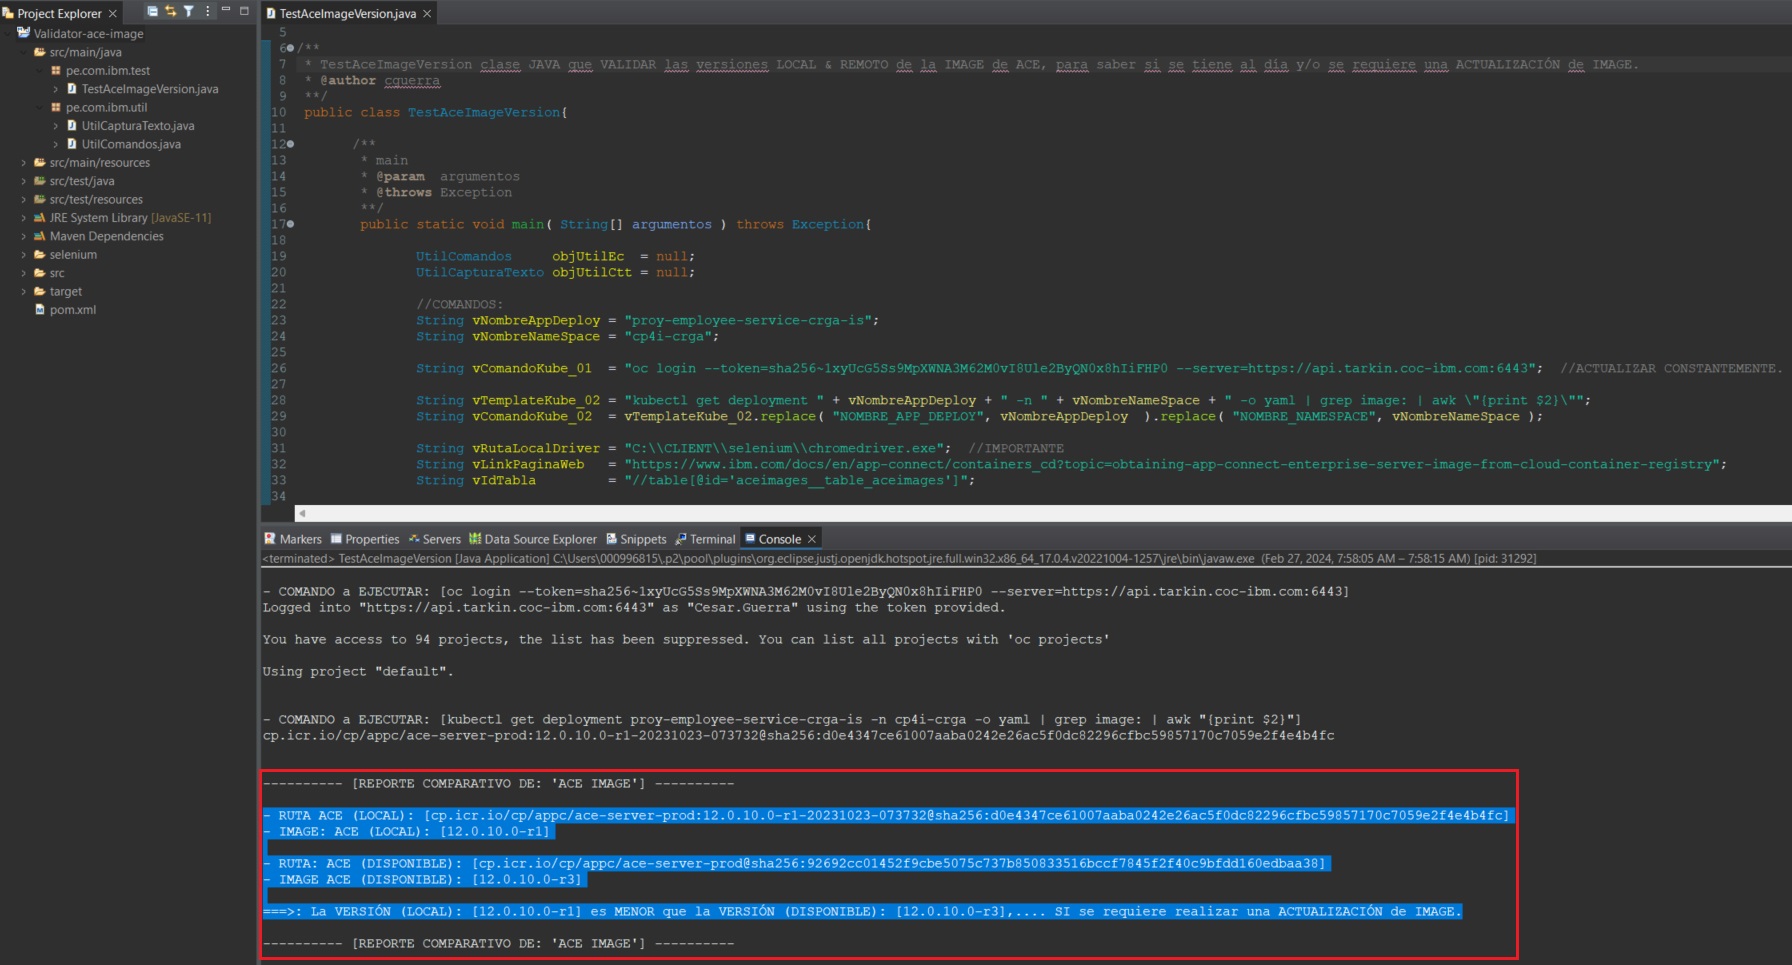 Project Explorer
TestAceImageVersion.java
Validator-ace-image
src/main/java
pe.com.ibm.test
TestAceImageVersion.java
pe.com.ibm.util
UtilCapturaTexto.java
UtilComandos.java
src/main/resources
src/test/java
src/test/resources
JRE System Library [JavaSE-11]
Maven Dependencies
selenium
src
target
pom.xml
5
6 /**
7 * TestAceImageVersion clase JAVA que VALIDAR las versiones LOCAL & REMOTO de la IMAGE de ACE, para saber si se tiene al día y/o se requiere una ACTUALIZACIÓN de IMAGE.
8 * @author cguerra
9 **/
10 public class TestAceImageVersion{
11
12 /**
13 * main
14 * @param argumentos
15 * @throws Exception
16 **/
17 public static void main( String[] argumentos ) throws Exception{
18
19 UtilComandos objUtilEc = null;
20 UtilCapturaTexto objUtilCtt = null;
21
22 //COMANDOS:
23 String vNombreAppDeploy = "proy-employee-service-crga-is";
24 String vNombreNameSpace = "cp4i-crga";
25
26 String vComandoKube_01 = "oc login --token=sha256~1xyUcG5Ss9MpXWNA3M62M0vI8Ule2ByQN0x8hIiFHP0 --server=https://api.tarkin.coc-ibm.com:6443"; //ACTUALIZAR CONSTANTEMENTE.
27
28 String vTemplateKube_02 = "kubectl get deployment " + vNombreAppDeploy + " -n " + vNombreNameSpace + " -o yaml | grep image: | awk \"{print $2}\"";
29 String vComandoKube_02 = vTemplateKube_02.replace( "NOMBRE_APP_DEPLOY", vNombreAppDeploy ).replace( "NOMBRE_NAMESPACE", vNombreNameSpace );
30
31 String vRutaLocalDriver = "C:\\CLIENT\\selenium\\chromedriver.exe"; //IMPORTANTE
32 String vLinkPaginaWeb = "https://www.ibm.com/docs/en/app-connect/containers_cd?topic=obtaining-app-connect-enterprise-server-image-from-cloud-container-registry";
33 String vIdTabla = "//table[@id='aceimages__table_aceimages']";
34
Markers Properties Servers Data Source Explorer Snippets Terminal Console
<terminated> TestAceImageVersion [Java Application] C:\Users\000996815\.p2\pool\plugins\org.eclipse.justj.openjdk.hotspot.jre.full.win32.x86_64_17.0.4.v20221004-1257\jre\bin\javaw.exe (Feb 27, 2024, 7:58:05 AM – 7:58:15 AM) [pid: 31292]
- COMANDO a EJECUTAR: [oc login --token=sha256~1xyUcG5Ss9MpXWNA3M62M0vI8Ule2ByQN0x8hIiFHP0 --server=https://api.tarkin.coc-ibm.com:6443]
Logged into "https://api.tarkin.coc-ibm.com:6443" as "Cesar.Guerra" using the token provided.
You have access to 94 projects, the list has been suppressed. You can list all projects with 'oc projects'
Using project "default".
- COMANDO a EJECUTAR: [kubectl get deployment proy-employee-service-crga-is -n cp4i-crga -o yaml | grep image: | awk "{print $2}"]
cp.icr.io/cp/appc/ace-server-prod:12.0.10.0-r1-20231023-073732@sha256:d0e4347ce61007aaba0242e26ac5f0dc82296cfbc59857170c7059e2f4e4b4fc
---------- [REPORTE COMPARATIVO DE: 'ACE IMAGE'] ----------
- RUTA ACE (LOCAL): [cp.icr.io/cp/appc/ace-server-prod:12.0.10.0-r1-20231023-073732@sha256:d0e4347ce61007aaba0242e26ac5f0dc82296cfbc59857170c7059e2f4e4b4fc]
- IMAGE: ACE (LOCAL): [12.0.10.0-r1]
- RUTA: ACE (DISPONIBLE): [cp.icr.io/cp/appc/ace-server-prod@sha256:92692cc01452f9cbe5075c737b850833516bccf7845f2f40c9bfdd160edbaa38]
- IMAGE ACE (DISPONIBLE): [12.0.10.0-r3]
===>: La VERSIÓN (LOCAL): [12.0.10.0-r1] es MENOR que la VERSIÓN (DISPONIBLE): [12.0.10.0-r3],.... SI se requiere realizar una ACTUALIZACIÓN de IMAGE.
---------- [REPORTE COMPARATIVO DE: 'ACE IMAGE'] ----------